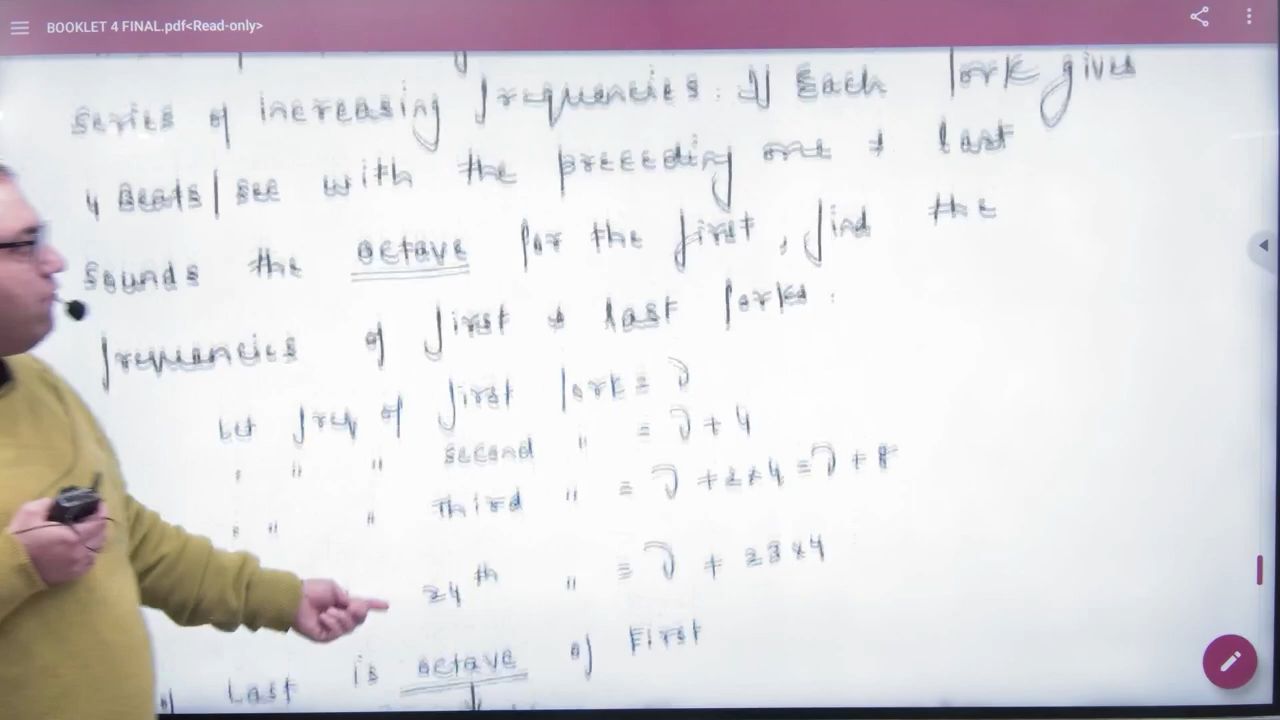 BOOKLET 4 FINAL.pdf<Read-only>
series of increasing frequencies. If Each fork gives
4 Beats/sec with the preceeding one & last
sounds the octave for the first, find the
frequencies of first & last forks.
Let freq of first fork = ν
, " " second " = ν + 4
, " " third " = ν + 2×4 = ν + 8
24th " = ν + 23×4
Last is octave of First